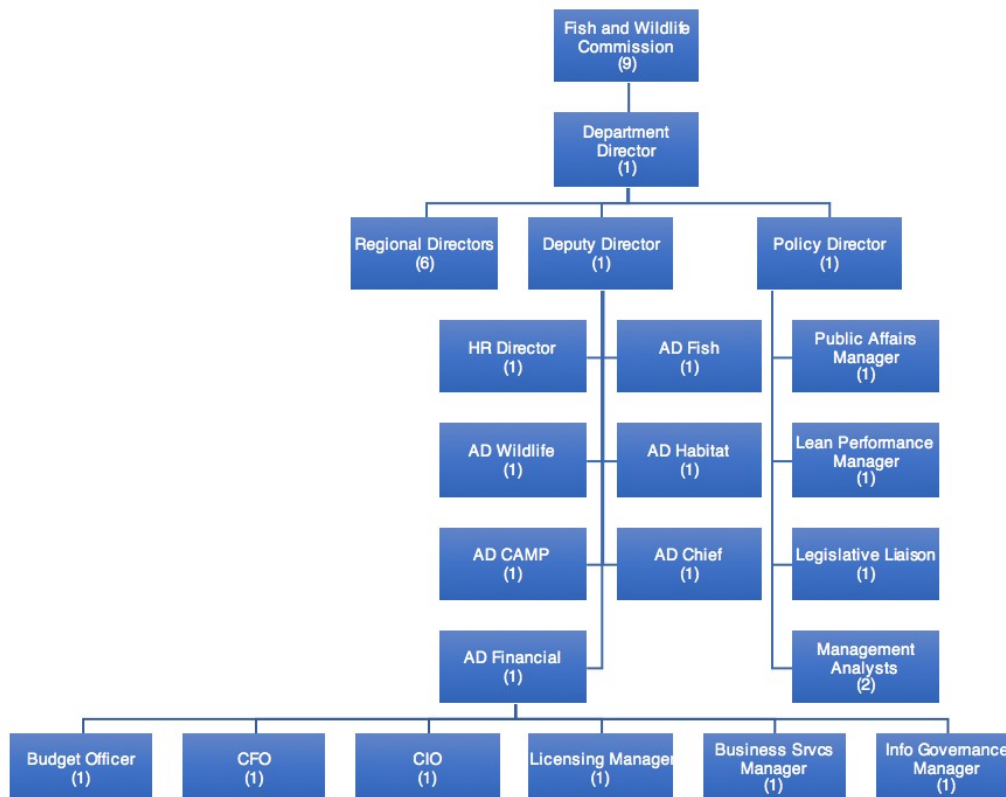 Fish and Wildlife
Commission
(9)
Department
Director
(1)
Regional Directors
(6)
Deputy Director
(1)
Policy Director
(1)
HR Director
(1)
AD Fish
(1)
Public Affairs
Manager
(1)
AD Wildlife
(1)
AD Habitat
(1)
Lean Performance
Manager
(1)
AD CAMP
(1)
AD Chief
(1)
Legislative Liaison
(1)
AD Financial
(1)
Management
Analysts
(2)
Budget Officer
(1)
CFO
(1)
CIO
(1)
Licensing Manager
(1)
Business Srvcs
Manager
(1)
Info Governance
Manager
(1)